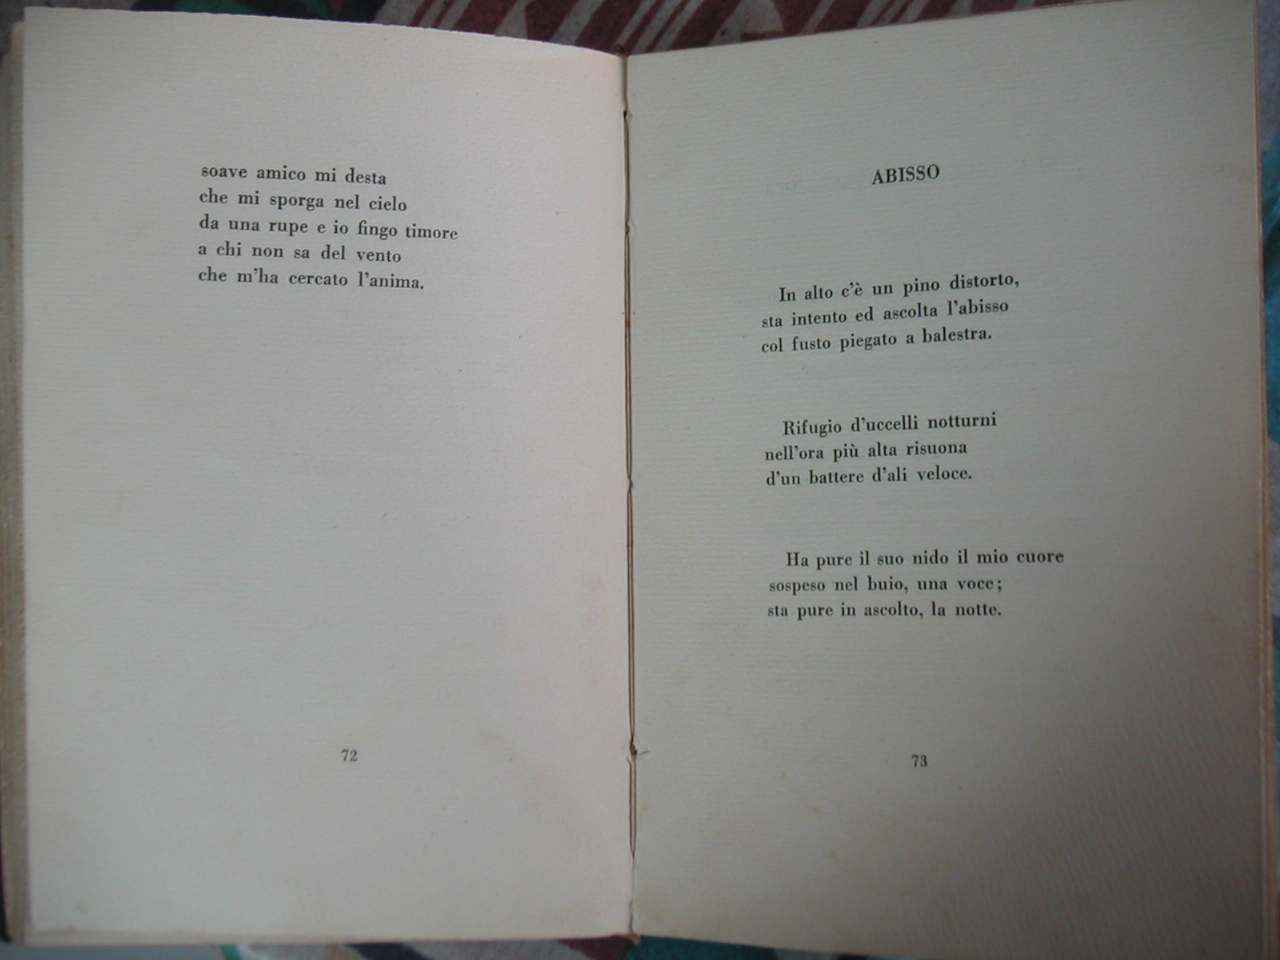 soave amico mi desta
che mi sporga nel cielo
da una rupe e io fingo timore
a chi non sa del vento
che m'ha cercato l'anima.
72
ABISSO
In alto c'è un pino distorto,
sta intento ed ascolta l'abisso
col fusto piegato a balestra.
Rifugio d'uccelli notturni
nell'ora più alta risuona
d'un battere d'ali veloce.
Ha pure il suo nido il mio cuore
sospeso nel buio, una voce;
sta pure in ascolto, la notte.
73